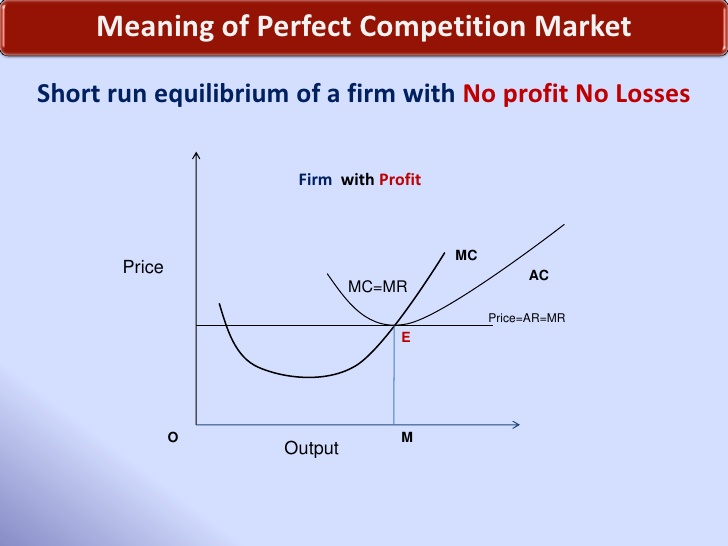 Meaning of Perfect Competition Market
Short run equilibrium of a firm with No profit No Losses
Firm with Profit
MC
Price
AC
MC=MR
Price=AR=MR
E
O
M
Output